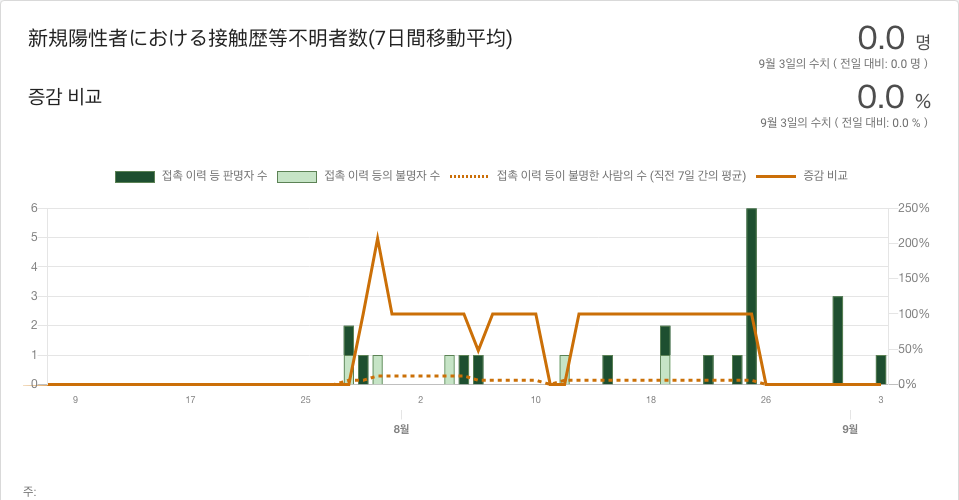 新規陽性者における接触歴等不明者数(7日間移動平均)
0.0 명
9월 3일의 수치 ( 전일 대비: 0.0 명 )
증감 비교
0.0 %
9월 3일의 수치 ( 전일 대비: 0.0 % )
접촉 이력 등 판명자 수 접촉 이력 등의 불명자 수 접촉 이력 등이 불명한 사람의 수 (직전 7일 간의 평균) 증감 비교
6 250%
5 200%
4 150%
3 100%
2 50%
1 0%
0
9 17 25 2 10 18 26 3
8월 9월
주: